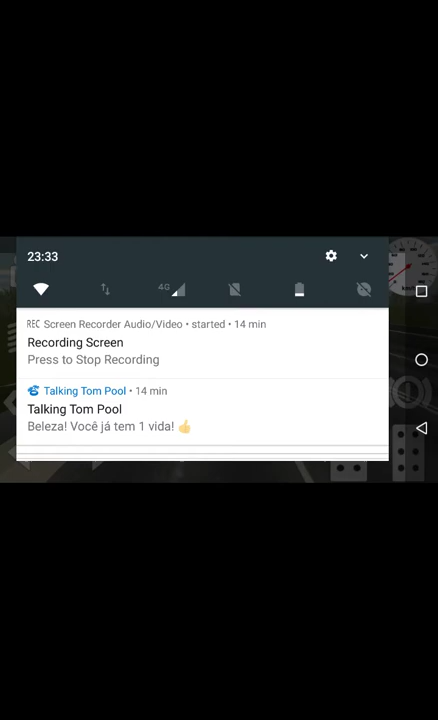 23:33
4G
REC Screen Recorder Audio/Video • started • 14 min
Recording Screen
Press to Stop Recording
Talking Tom Pool • 14 min
Talking Tom Pool
Beleza! Você já tem 1 vida! 👍